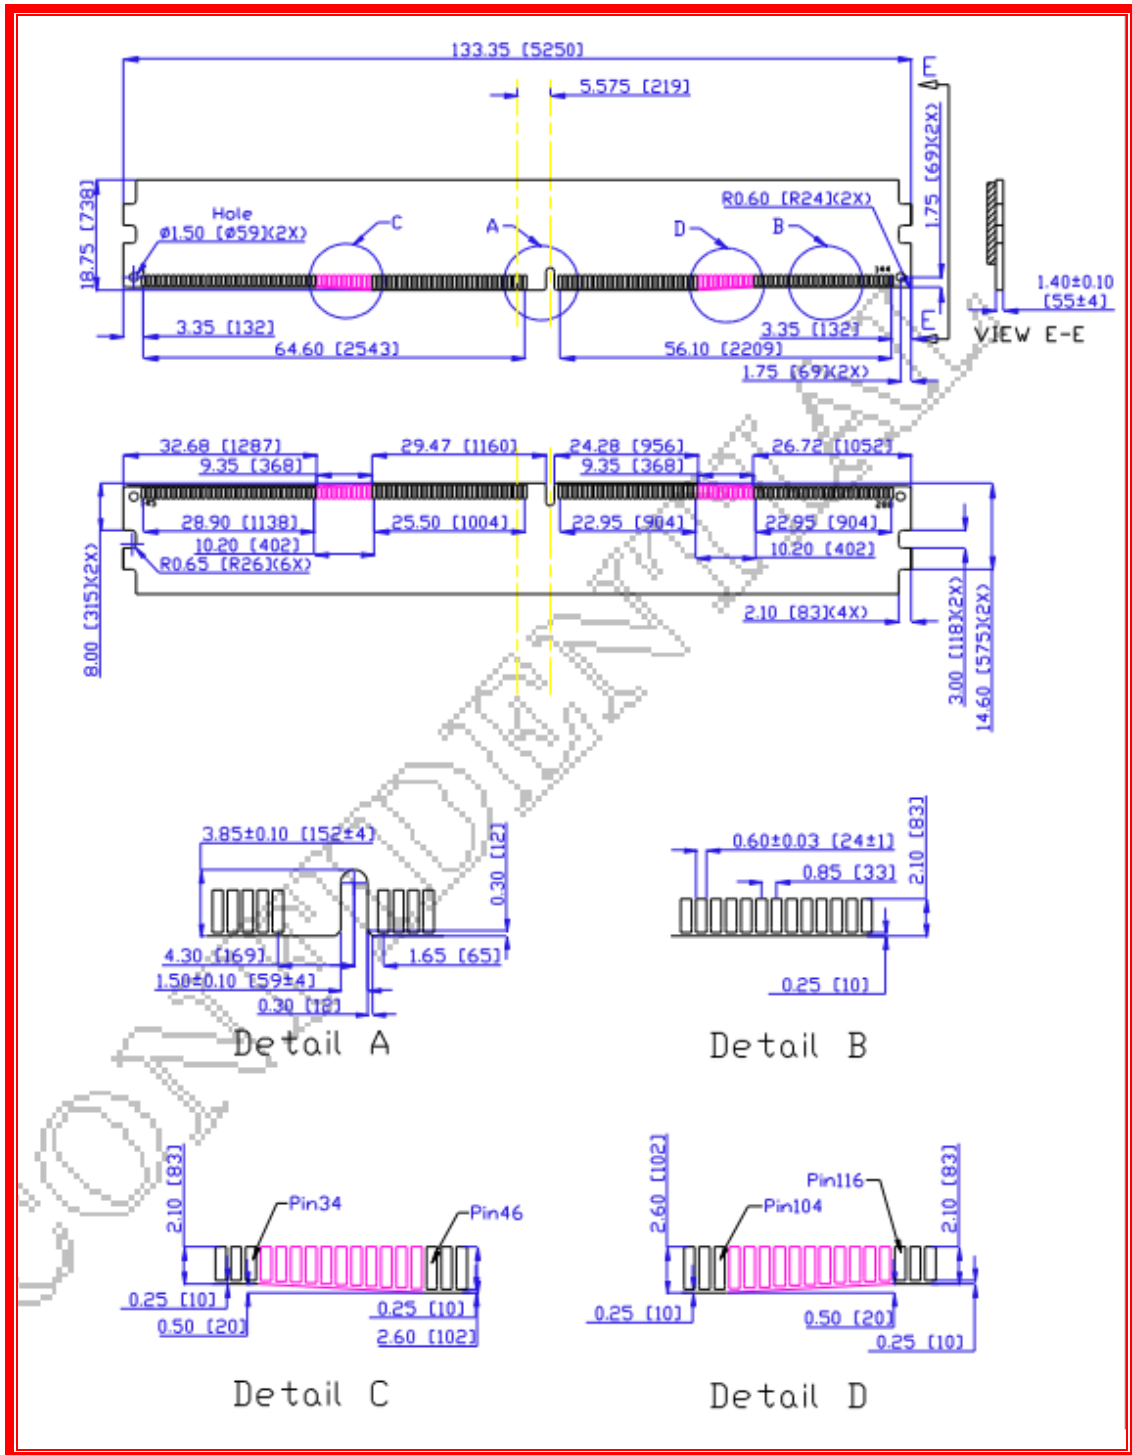 133.35 [5250]
5.575 [219]
E
1.75 [69](2X)
18.75 [738]
Hole
ø1.50 [ø59](2X)
C
A
D
B
R0.60 [R24](2X)
144
1.40±0.10
[55±4]
3.35 [132]
3.35 [132]
E
VIEW E-E
64.60 [2543]
56.10 [2209]
1.75 [69](2X)
32.68 [1287]
29.47 [1160]
24.28 [956]
26.72 [1052]
9.35 [368]
9.35 [368]
145
288
28.90 [1138]
25.50 [1004]
22.95 [904]
22.95 [904]
10.20 [402]
10.20 [402]
R0.65 [R26](6X)
8.00 [315](2X)
2.10 [83](4X)
3.00 [118](2X)
14.60 [575](2X)
CONFIDENTIAL
3.85±0.10 [152±4]
0.30 [12]
4.30 [169]
1.65 [65]
1.50±0.10 [59±4]
0.30 [12]
Detail A
0.60±0.03 [24±1]
0.85 [33]
2.10 [83]
0.25 [10]
Detail B
2.10 [83]
Pin34
Pin46
0.25 [10]
0.25 [10]
0.50 [20]
2.60 [102]
Detail C
2.60 [102]
Pin116
Pin104
2.10 [83]
0.25 [10]
0.50 [20]
0.25 [10]
Detail D